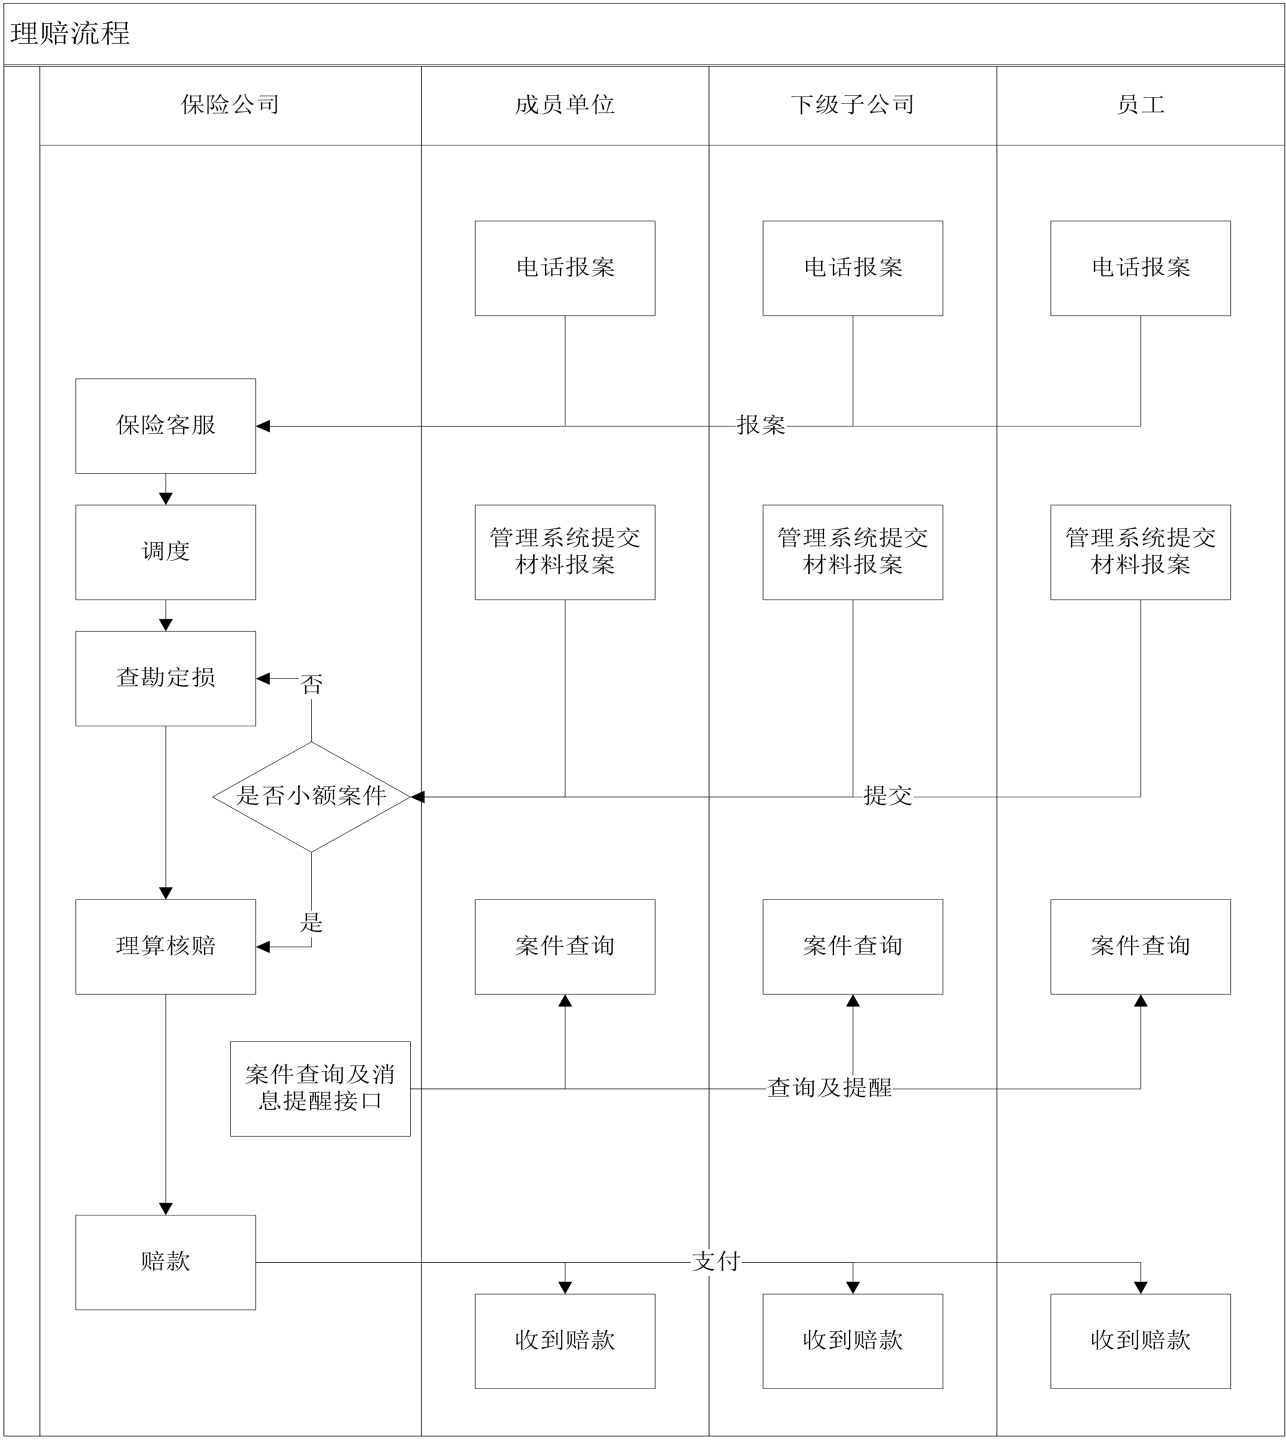 理赔流程
保险公司
成员单位
下级子公司
员工
电话报案
电话报案
电话报案
保险客服
报案
调度
管理系统提交
材料报案
管理系统提交
材料报案
管理系统提交
材料报案
查勘定损
否
是否小额案件
提交
是
理算核赔
案件查询
案件查询
案件查询
案件查询及消
息提醒接口
查询及提醒
赔款
支付
收到赔款
收到赔款
收到赔款